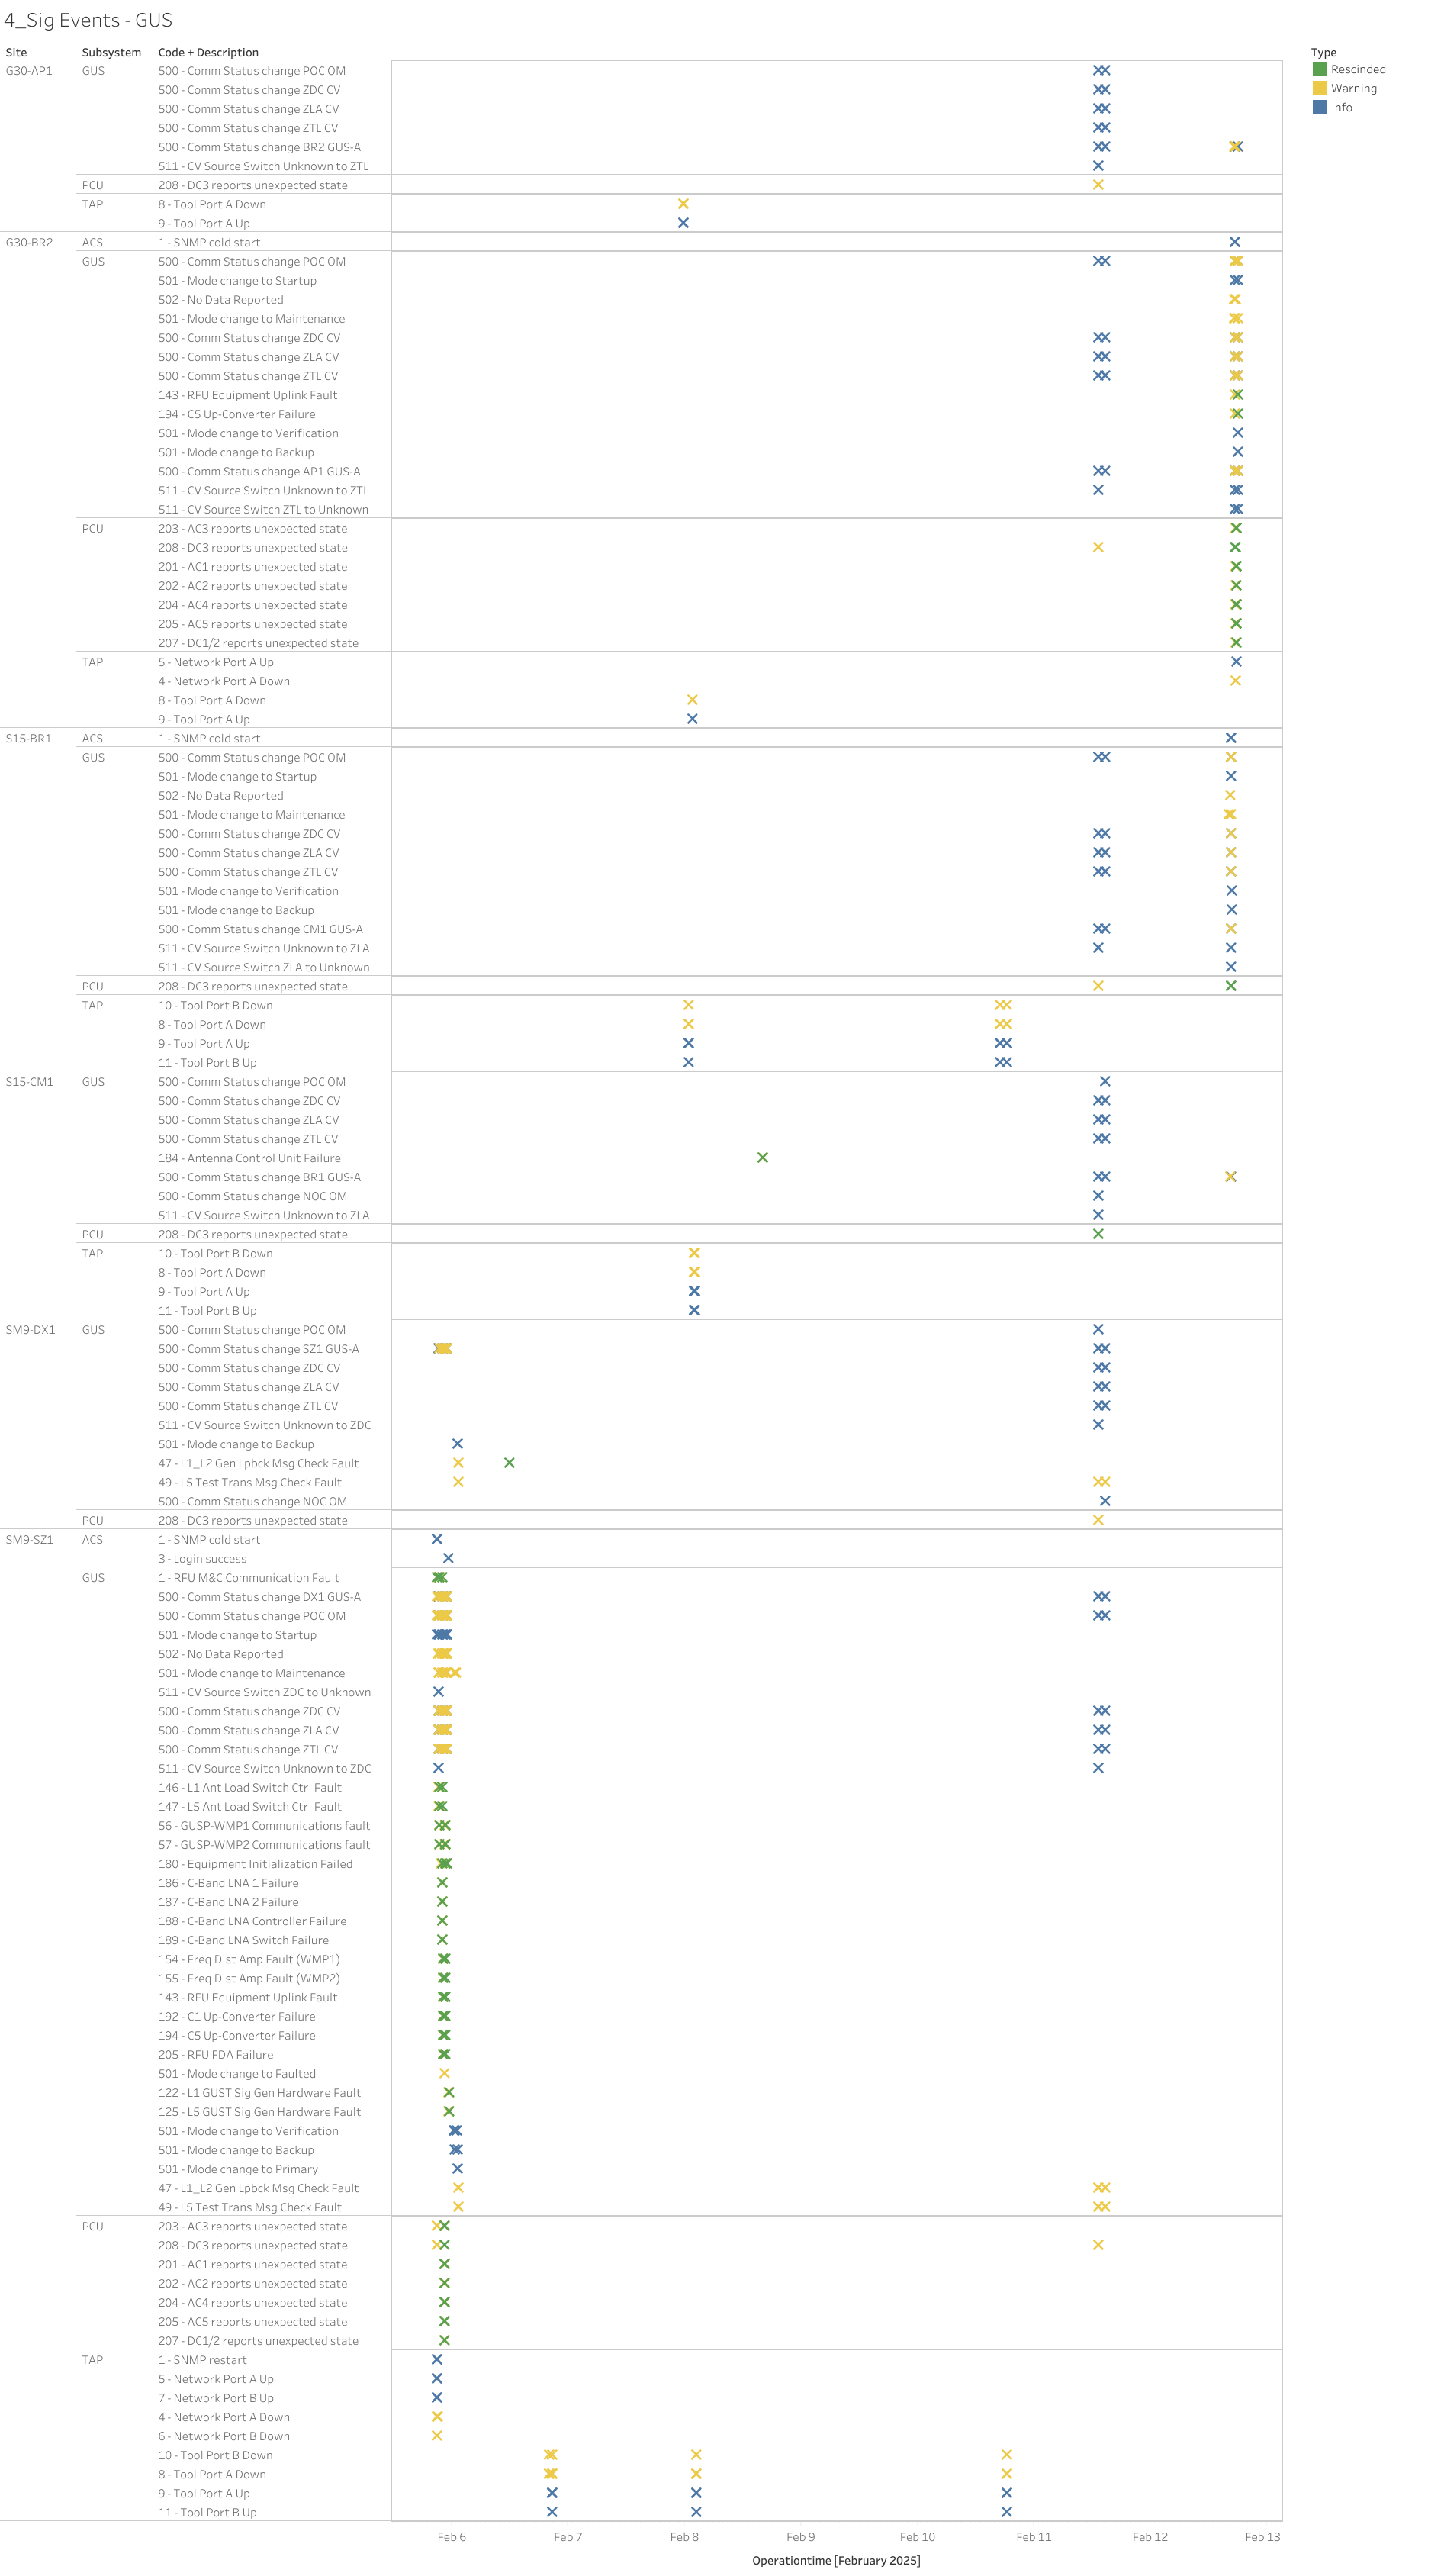 4_Sig Events - GUS
Site Subsystem Code + Description
Type
G30-AP1 GUS 500 - Comm Status change POC OM
Rescinded
500 - Comm Status change ZDC CV
Warning
500 - Comm Status change ZLA CV
Info
500 - Comm Status change ZTL CV
500 - Comm Status change BR2 GUS-A
511 - CV Source Switch Unknown to ZTL
PCU 208 - DC3 reports unexpected state
TAP 8 - Tool Port A Down
9 - Tool Port A Up
G30-BR2 ACS 1 - SNMP cold start
GUS 500 - Comm Status change POC OM
501 - Mode change to Startup
502 - No Data Reported
501 - Mode change to Maintenance
500 - Comm Status change ZDC CV
500 - Comm Status change ZLA CV
500 - Comm Status change ZTL CV
143 - RFU Equipment Uplink Fault
194 - C5 Up-Converter Failure
501 - Mode change to Verification
501 - Mode change to Backup
500 - Comm Status change AP1 GUS-A
511 - CV Source Switch Unknown to ZTL
511 - CV Source Switch ZTL to Unknown
PCU 203 - AC3 reports unexpected state
208 - DC3 reports unexpected state
201 - AC1 reports unexpected state
202 - AC2 reports unexpected state
204 - AC4 reports unexpected state
205 - AC5 reports unexpected state
207 - DC1/2 reports unexpected state
TAP 5 - Network Port A Up
4 - Network Port A Down
8 - Tool Port A Down
9 - Tool Port A Up
S15-BR1 ACS 1 - SNMP cold start
GUS 500 - Comm Status change POC OM
501 - Mode change to Startup
502 - No Data Reported
501 - Mode change to Maintenance
500 - Comm Status change ZDC CV
500 - Comm Status change ZLA CV
500 - Comm Status change ZTL CV
501 - Mode change to Verification
501 - Mode change to Backup
500 - Comm Status change CM1 GUS-A
511 - CV Source Switch Unknown to ZLA
511 - CV Source Switch ZLA to Unknown
PCU 208 - DC3 reports unexpected state
TAP 10 - Tool Port B Down
8 - Tool Port A Down
9 - Tool Port A Up
11 - Tool Port B Up
S15-CM1 GUS 500 - Comm Status change POC OM
500 - Comm Status change ZDC CV
500 - Comm Status change ZLA CV
500 - Comm Status change ZTL CV
184 - Antenna Control Unit Failure
500 - Comm Status change BR1 GUS-A
500 - Comm Status change NOC OM
511 - CV Source Switch Unknown to ZLA
PCU 208 - DC3 reports unexpected state
TAP 10 - Tool Port B Down
8 - Tool Port A Down
9 - Tool Port A Up
11 - Tool Port B Up
SM9-DX1 GUS 500 - Comm Status change POC OM
500 - Comm Status change SZ1 GUS-A
500 - Comm Status change ZDC CV
500 - Comm Status change ZLA CV
500 - Comm Status change ZTL CV
511 - CV Source Switch Unknown to ZDC
501 - Mode change to Backup
47 - L1_L2 Gen Lpbck Msg Check Fault
49 - L5 Test Trans Msg Check Fault
500 - Comm Status change NOC OM
PCU 208 - DC3 reports unexpected state
SM9-SZ1 ACS 1 - SNMP cold start
3 - Login success
GUS 1 - RFU M&C Communication Fault
500 - Comm Status change DX1 GUS-A
500 - Comm Status change POC OM
501 - Mode change to Startup
502 - No Data Reported
501 - Mode change to Maintenance
511 - CV Source Switch ZDC to Unknown
500 - Comm Status change ZDC CV
500 - Comm Status change ZLA CV
500 - Comm Status change ZTL CV
511 - CV Source Switch Unknown to ZDC
146 - L1 Ant Load Switch Ctrl Fault
147 - L5 Ant Load Switch Ctrl Fault
56 - GUSP-WMP1 Communications fault
57 - GUSP-WMP2 Communications fault
180 - Equipment Initialization Failed
186 - C-Band LNA 1 Failure
187 - C-Band LNA 2 Failure
188 - C-Band LNA Controller Failure
189 - C-Band LNA Switch Failure
154 - Freq Dist Amp Fault (WMP1)
155 - Freq Dist Amp Fault (WMP2)
143 - RFU Equipment Uplink Fault
192 - C1 Up-Converter Failure
194 - C5 Up-Converter Failure
205 - RFU FDA Failure
501 - Mode change to Faulted
122 - L1 GUST Sig Gen Hardware Fault
125 - L5 GUST Sig Gen Hardware Fault
501 - Mode change to Verification
501 - Mode change to Backup
501 - Mode change to Primary
47 - L1_L2 Gen Lpbck Msg Check Fault
49 - L5 Test Trans Msg Check Fault
PCU 203 - AC3 reports unexpected state
208 - DC3 reports unexpected state
201 - AC1 reports unexpected state
202 - AC2 reports unexpected state
204 - AC4 reports unexpected state
205 - AC5 reports unexpected state
207 - DC1/2 reports unexpected state
TAP 1 - SNMP restart
5 - Network Port A Up
7 - Network Port B Up
4 - Network Port A Down
6 - Network Port B Down
10 - Tool Port B Down
8 - Tool Port A Down
9 - Tool Port A Up
11 - Tool Port B Up
Feb 6 Feb 7 Feb 8 Feb 9 Feb 10 Feb 11 Feb 12 Feb 13
Operationtime [February 2025]